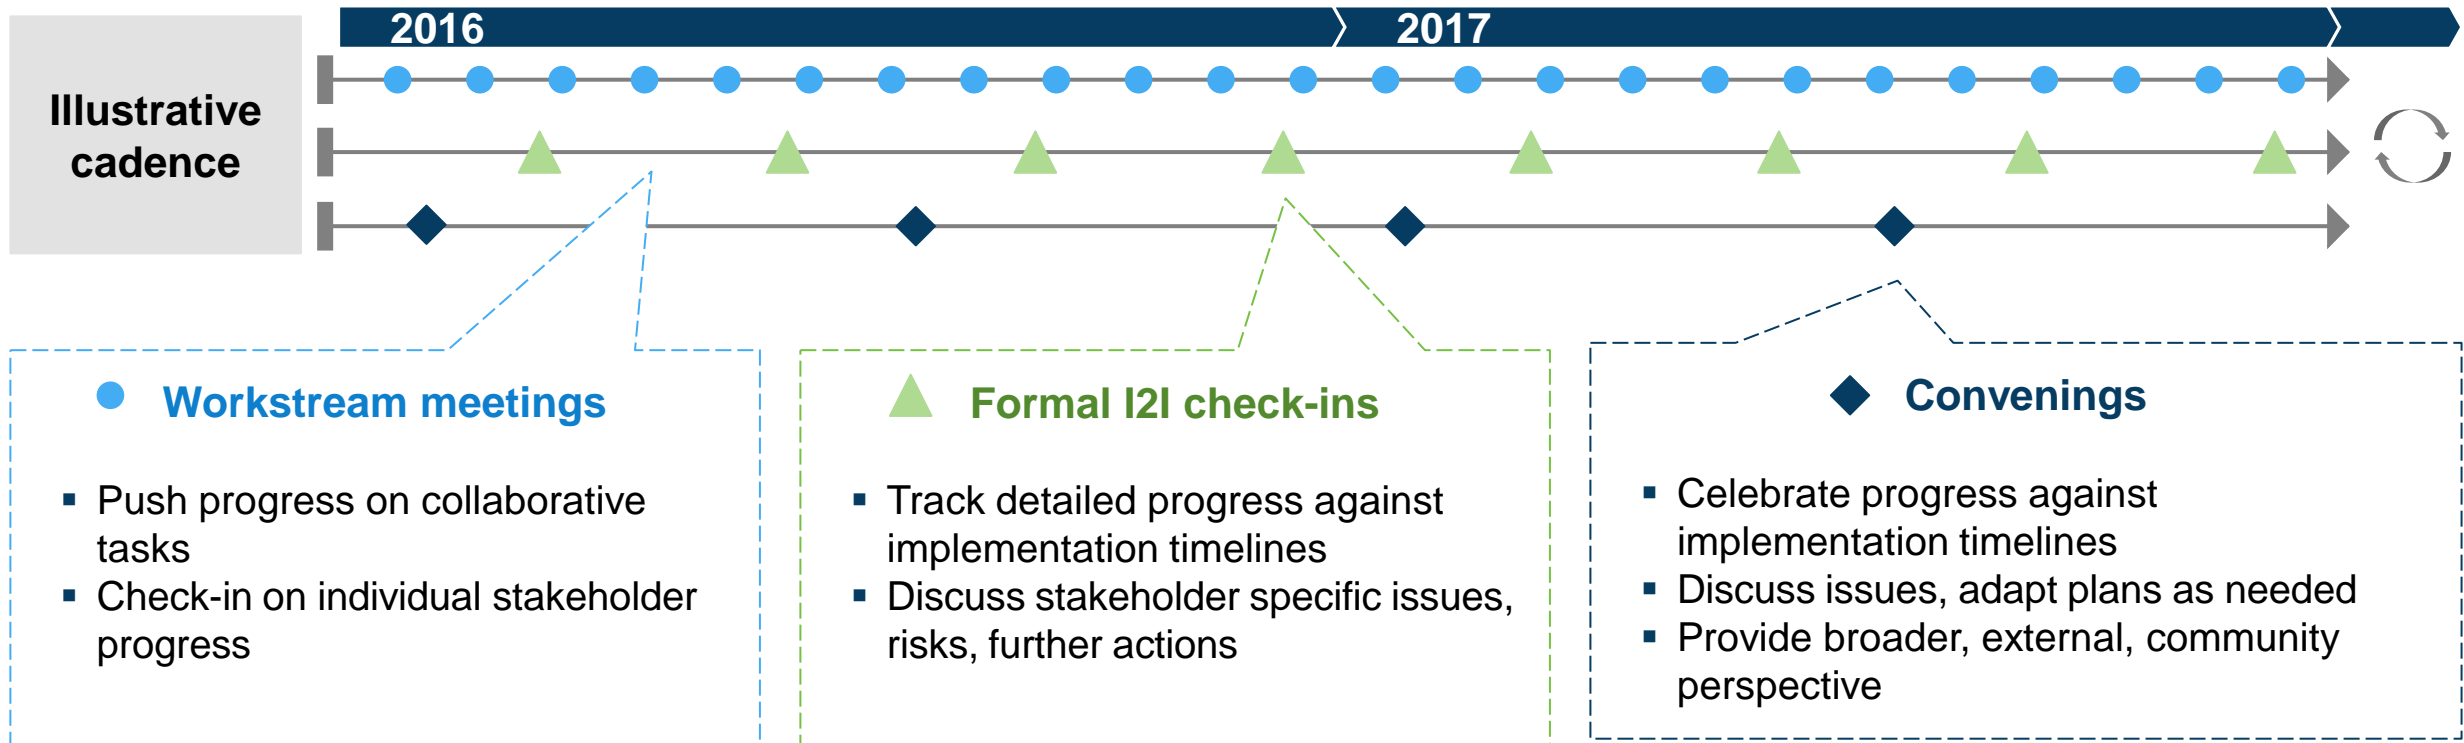 2016
2017
Illustrative
cadence
Workstream meetings
▪ Push progress on collaborative
tasks
▪ Check-in on individual stakeholder
progress
Formal I2I check-ins
▪ Track detailed progress against
implementation timelines
▪ Discuss stakeholder specific issues,
risks, further actions
Convenings
▪ Celebrate progress against
implementation timelines
▪ Discuss issues, adapt plans as needed
▪ Provide broader, external, community
perspective